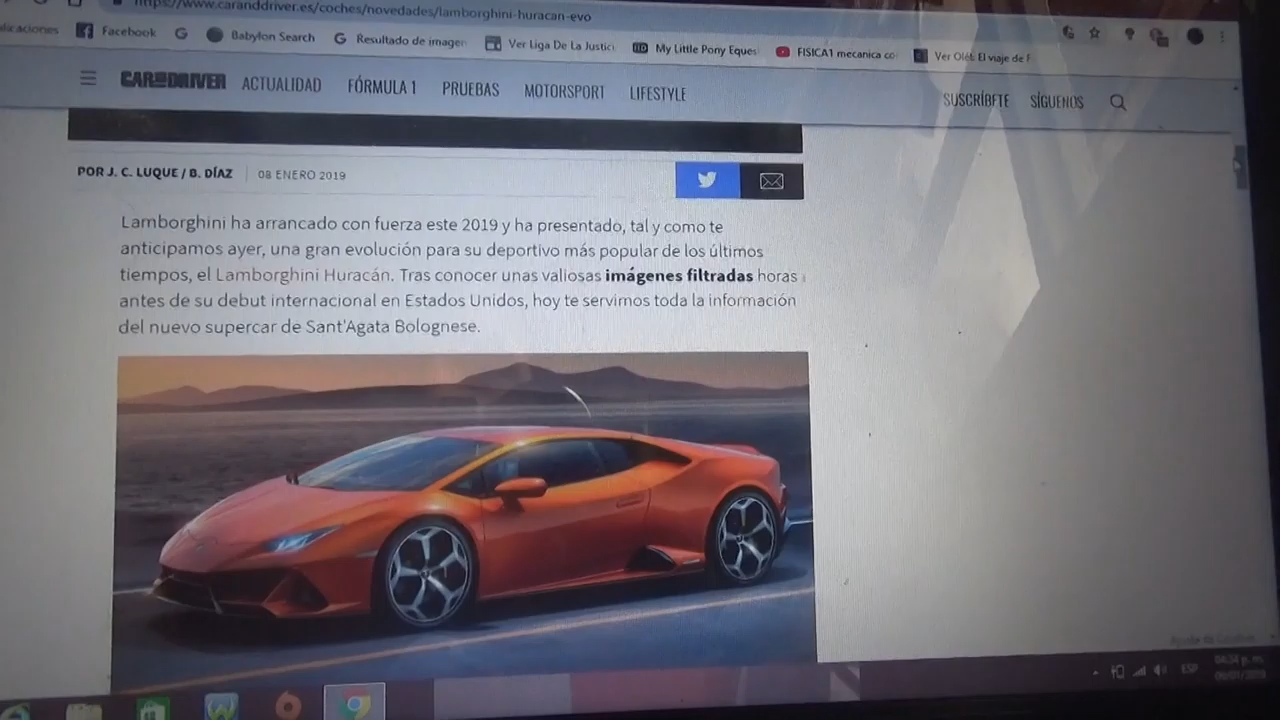 https://www.caranddriver.es/coches/novedades/lamborghini-huracan-evo
Facebook
Babylon Search
Resultado de imagen
Ver Liga De La Justici
My Little Pony Eques
FISICA1 mecanica co
Ver Olé: El viaje de F
CAR AND DRIVER ACTUALIDAD FÓRMULA 1 PRUEBAS MOTORSPORT LIFESTYLE SUSCRÍBETE SÍGUENOS
POR J. C. LUQUE / B. DÍAZ 08 ENERO 2019
Lamborghini ha arrancado con fuerza este 2019 y ha presentado, tal y como te
anticipamos ayer, una gran evolución para su deportivo más popular de los últimos
tiempos, el Lamborghini Huracán. Tras conocer unas valiosas imágenes filtradas horas
antes de su debut internacional en Estados Unidos, hoy te servimos toda la información
del nuevo supercar de Sant'Agata Bolognese.
ESP